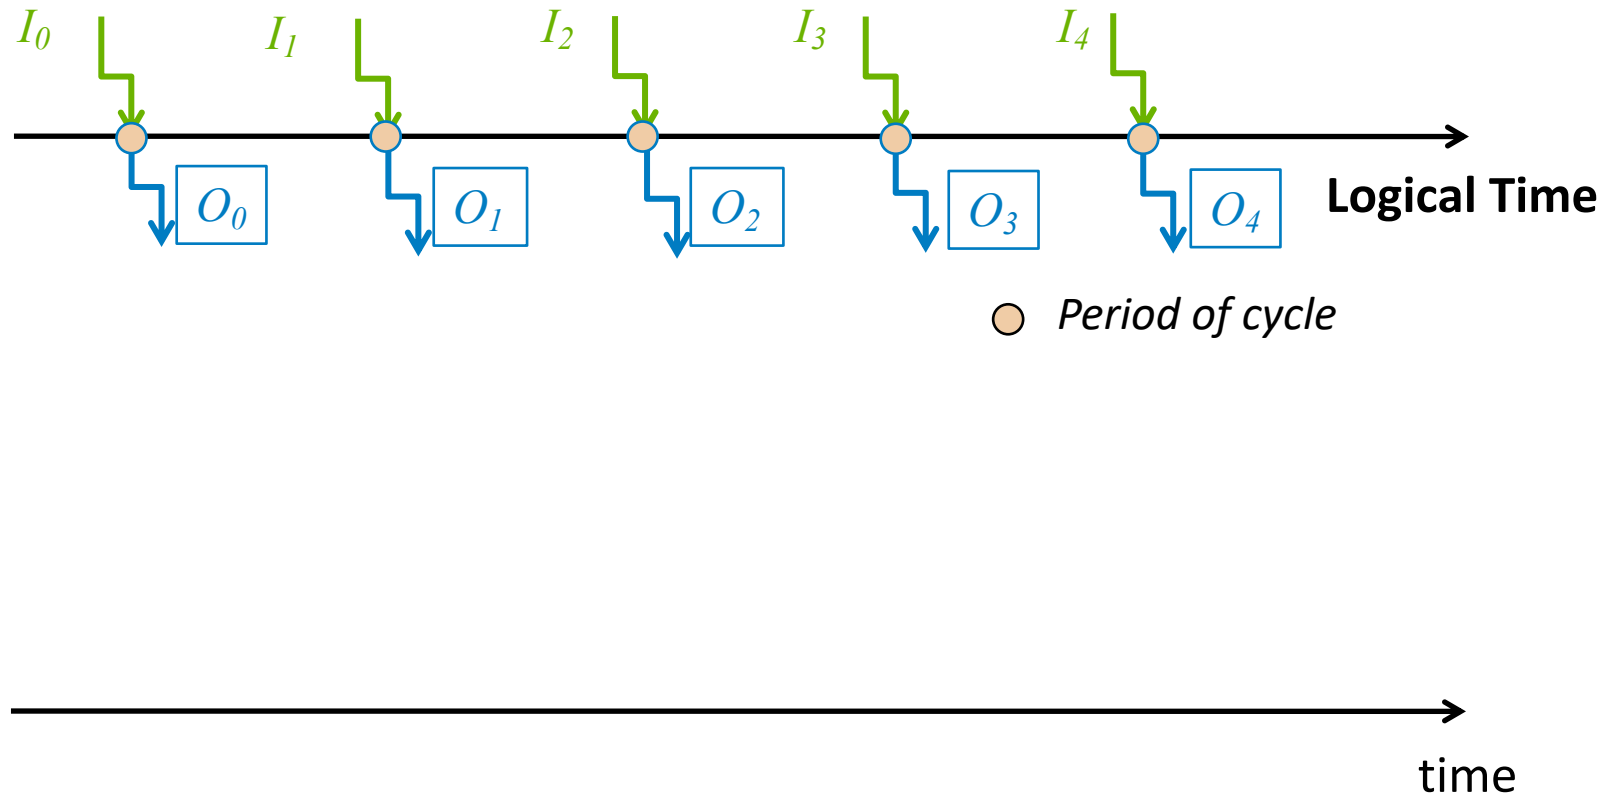 I0 I1 I2 I3 I4
O0 O1 O2 O3 O4
Logical Time
Period of cycle
time